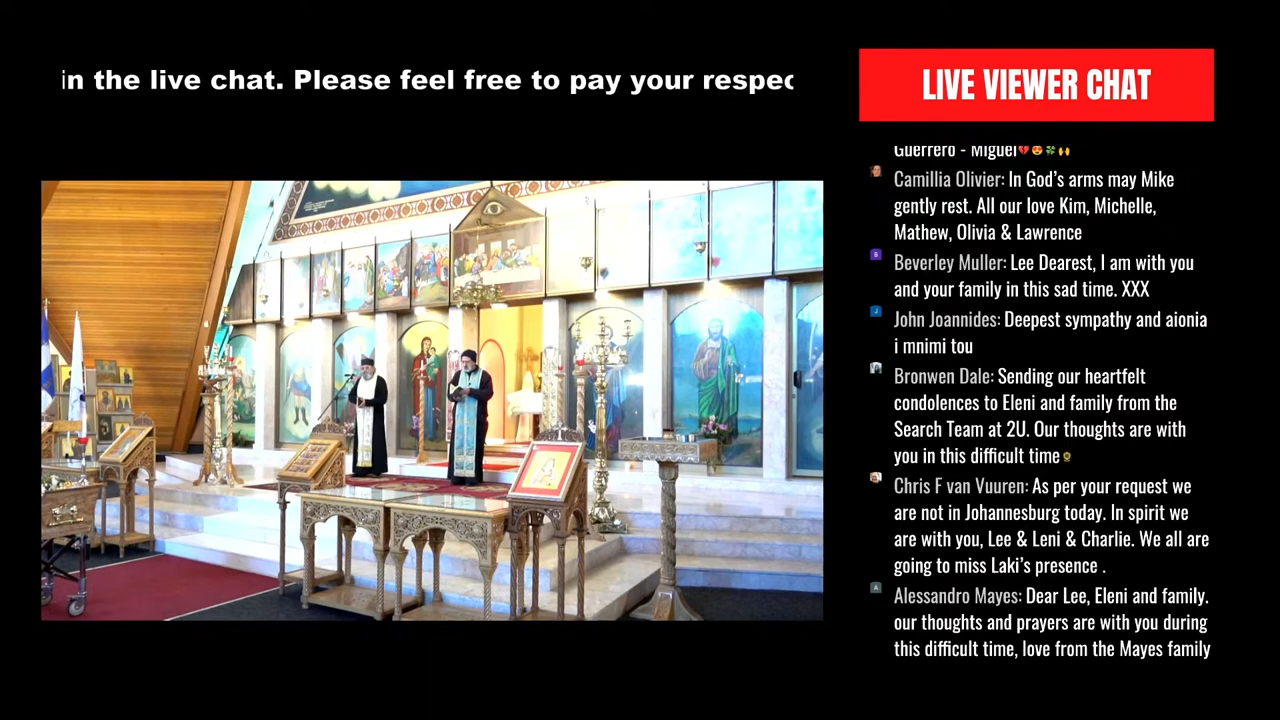 in the live chat. Please feel free to pay your respec
LIVE VIEWER CHAT
Guerrero - Miguel💔😍🍀🙌
Camillia Olivier: In God’s arms may Mike
gently rest. All our love Kim, Michelle,
Mathew, Olivia & Lawrence
Beverley Muller: Lee Dearest, I am with you
and your family in this sad time. XXX
John Joannides: Deepest sympathy and aionia
i mnimi tou
Bronwen Dale: Sending our heartfelt
condolences to Eleni and family from the
Search Team at 2U. Our thoughts are with
you in this difficult time
Chris F van Vuuren: As per your request we
are not in Johannesburg today. In spirit we
are with you, Lee & Leni & Charlie. We all are
going to miss Laki’s presence .
Alessandro Mayes: Dear Lee, Eleni and family.
our thoughts and prayers are with you during
this difficult time, love from the Mayes family